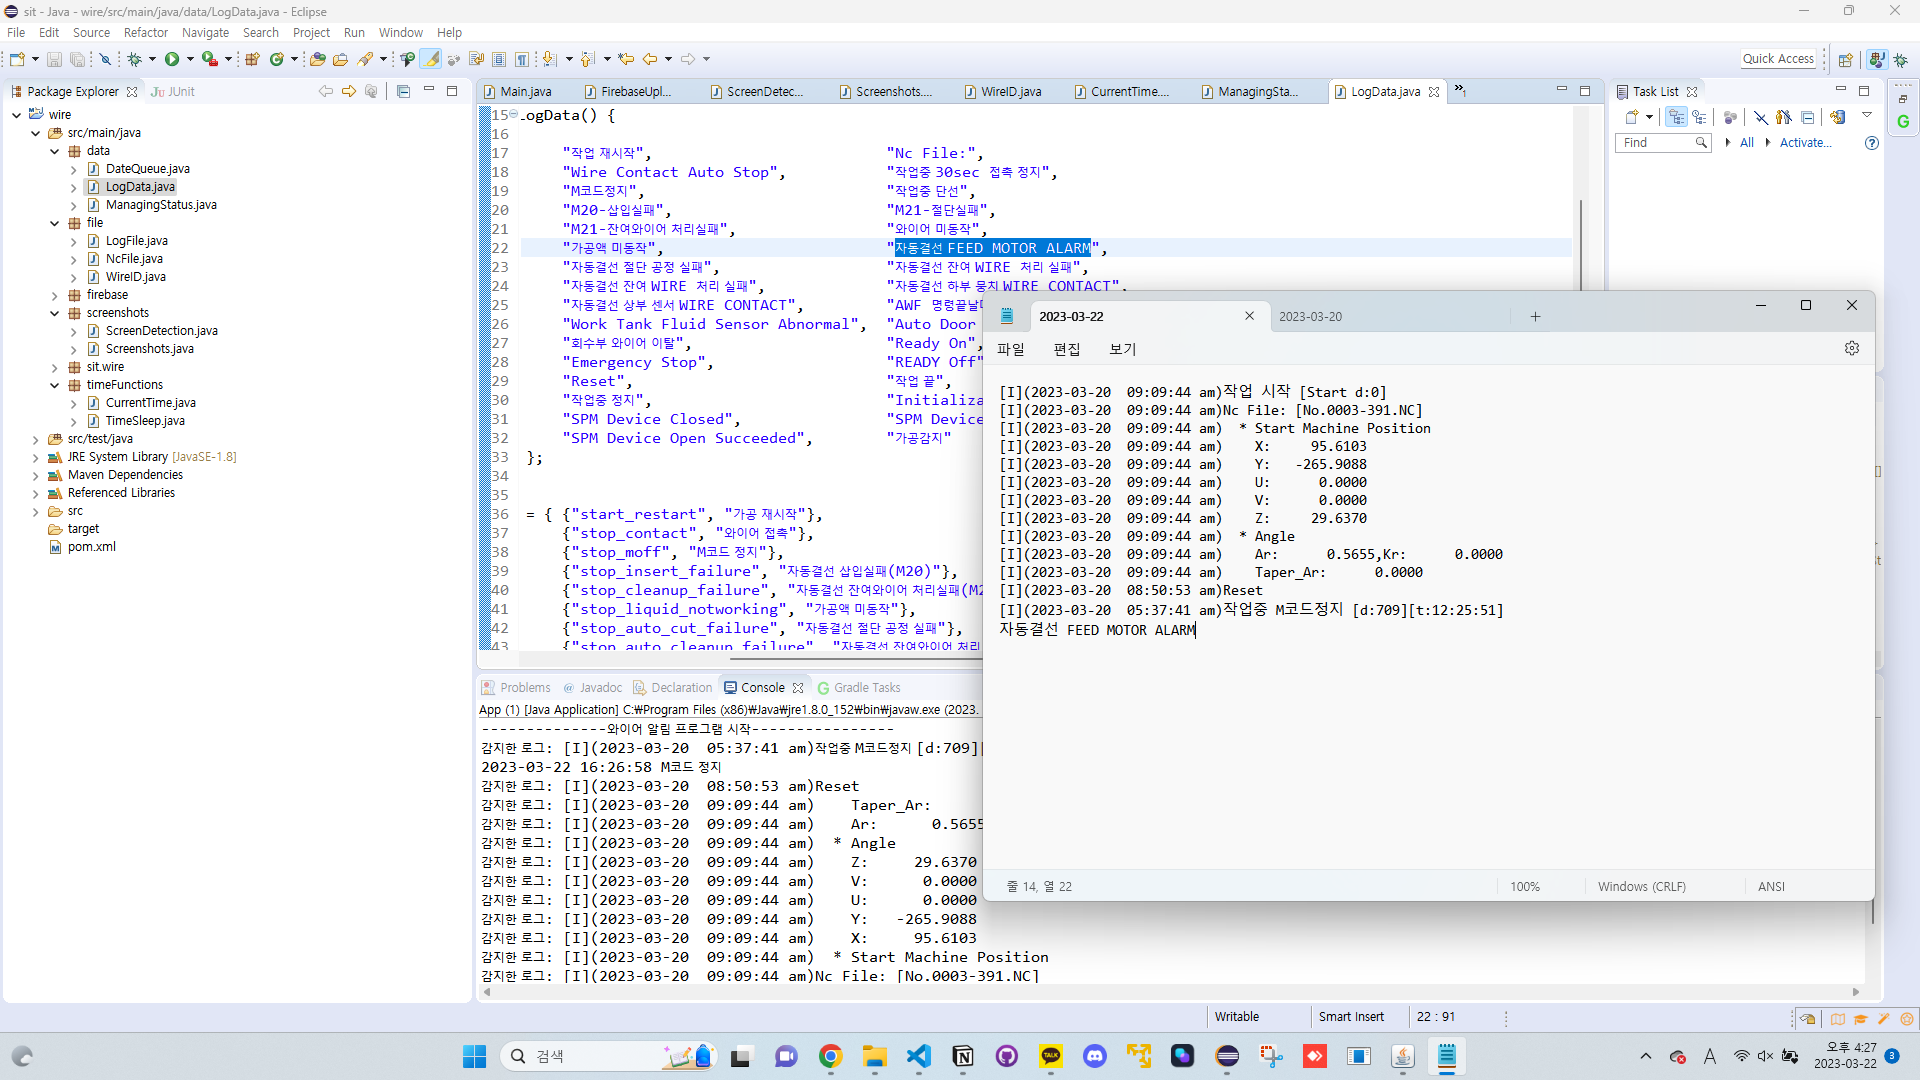 sit - Java - wire/src/main/java/data/LogData.java - Eclipse
File Edit Source Refactor Navigate Search Project Run Window Help
Quick Access
Package Explorer JUnit
wire
src/main/java
data
DateQueue.java
LogData.java
ManagingStatus.java
file
LogFile.java
NcFile.java
WireID.java
firebase
screenshots
ScreenDetection.java
Screenshots.java
sit.wire
timeFunctions
CurrentTime.java
TimeSleep.java
src/test/java
JRE System Library [JavaSE-1.8]
Maven Dependencies
Referenced Libraries
src
target
pom.xml
Main.java FirebaseUpl... ScreenDetec... Screenshots.... WireID.java CurrentTime.... ManagingSta... LogData.java
15 LogData() {
16
17 "작업 재시작", "Nc File:",
18 "Wire Contact Auto Stop", "작업중 30sec 접촉 정지",
19 "M코드정지", "작업중 단선",
20 "M20-삽입실패", "M21-절단실패",
21 "M21-잔여와이어 처리실패", "와이어 미동작",
22 "가공액 미동작", "자동결선 FEED MOTOR ALARM",
23 "자동결선 절단 공정 실패", "자동결선 잔여 WIRE 처리 실패",
24 "자동결선 잔여 WIRE 처리 실패", "자동결선 하부 뭉치 WIRE CONTACT",
25 "자동결선 상부 센서 WIRE CONTACT", "AWF 명령끝날
26 "Work Tank Fluid Sensor Abnormal", "Auto Door
27 "회수부 와이어 이탈", "Ready On",
28 "Emergency Stop", "READY Off"
29 "Reset", "작업 끝",
30 "작업중 정지", "Initializa
31 "SPM Device Closed", "SPM Device
32 "SPM Device Open Succeeded", "가공감지"
33 };
34
35
36 = { {"start_restart", "가공 재시작"},
37 {"stop_contact", "와이어 접촉"},
38 {"stop_moff", "M코드 정지"},
39 {"stop_insert_failure", "자동결선 삽입실패(M20)"},
40 {"stop_cleanup_failure", "자동결선 잔여와이어 처리실패(M2
41 {"stop_liquid_notworking", "가공액 미동작"},
42 {"stop_auto_cut_failure", "자동결선 절단 공정 실패"},
43 {"stop_auto_cleanup_failure", "자동결선 잔여와이어 처리
Task List
Find All Activate...
2023-03-22 2023-03-20
파일 편집 보기
[I](2023-03-20 09:09:44 am)작업 시작 [Start d:0]
[I](2023-03-20 09:09:44 am)Nc File: [No.0003-391.NC]
[I](2023-03-20 09:09:44 am) * Start Machine Position
[I](2023-03-20 09:09:44 am) X: 95.6103
[I](2023-03-20 09:09:44 am) Y: -265.9088
[I](2023-03-20 09:09:44 am) U: 0.0000
[I](2023-03-20 09:09:44 am) V: 0.0000
[I](2023-03-20 09:09:44 am) Z: 29.6370
[I](2023-03-20 09:09:44 am) * Angle
[I](2023-03-20 09:09:44 am) Ar: 0.5655,Kr: 0.0000
[I](2023-03-20 09:09:44 am) Taper_Ar: 0.0000
[I](2023-03-20 08:50:53 am)Reset
[I](2023-03-20 05:37:41 am)작업중 M코드정지 [d:709][t:12:25:51]
자동결선 FEED MOTOR ALARM
줄 14, 열 22 100% Windows (CRLF) ANSI
Problems Javadoc Declaration Console Gradle Tasks
App (1) [Java Application] C:₩Program Files (x86)₩Java₩jre1.8.0_152₩bin₩javaw.exe (2023.
--------------와이어 알림 프로그램 시작----------------
감지한 로그: [I](2023-03-20 05:37:41 am)작업중 M코드정지 [d:709][
2023-03-22 16:26:58 M코드 정지
감지한 로그: [I](2023-03-20 08:50:53 am)Reset
감지한 로그: [I](2023-03-20 09:09:44 am) Taper_Ar:
감지한 로그: [I](2023-03-20 09:09:44 am) Ar: 0.5655
감지한 로그: [I](2023-03-20 09:09:44 am) * Angle
감지한 로그: [I](2023-03-20 09:09:44 am) Z: 29.6370
감지한 로그: [I](2023-03-20 09:09:44 am) V: 0.0000
감지한 로그: [I](2023-03-20 09:09:44 am) U: 0.0000
감지한 로그: [I](2023-03-20 09:09:44 am) Y: -265.9088
감지한 로그: [I](2023-03-20 09:09:44 am) X: 95.6103
감지한 로그: [I](2023-03-20 09:09:44 am) * Start Machine Position
감지한 로그: [I](2023-03-20 09:09:44 am)Nc File: [No.0003-391.NC]
Writable Smart Insert 22 : 91
검색
TALK
A
오후 4:27
2023-03-22
3